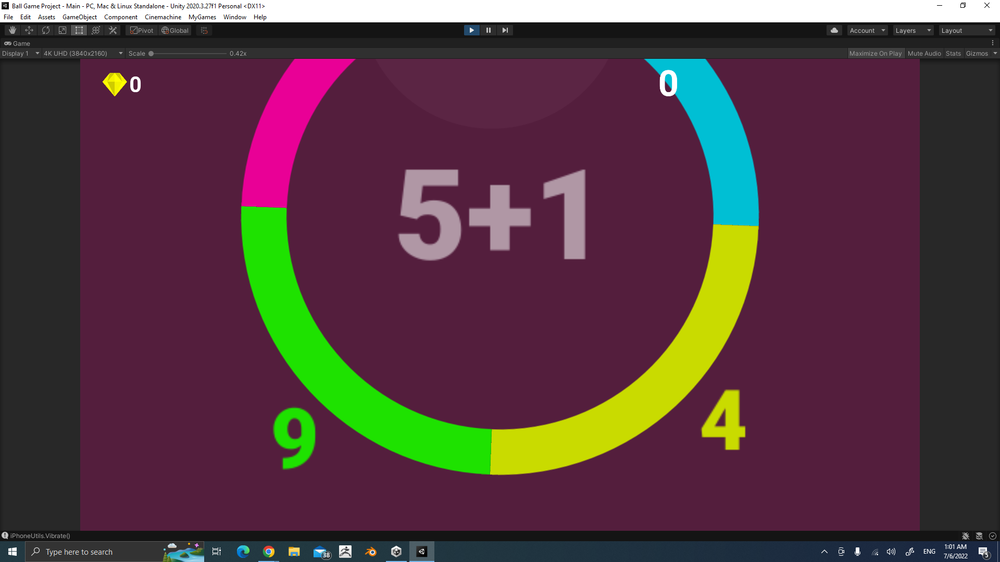 Ball Game Project - Main - PC, Mac & Linux Standalone - Unity 2020.3.27f1 Personal <DX11>
File Edit Assets GameObject Component Cinemachine MyGames Window Help
Pivot Global Account Layers Layout
Game
Display 1 4K UHD (3840x2160) Scale 0.42x Maximize On Play Mute Audio Stats Gizmos
0 0
5+1
9 4
iPhoneUtils.Vibrate()
Type here to search 38 ENG 1:01 AM
7/6/2022 5